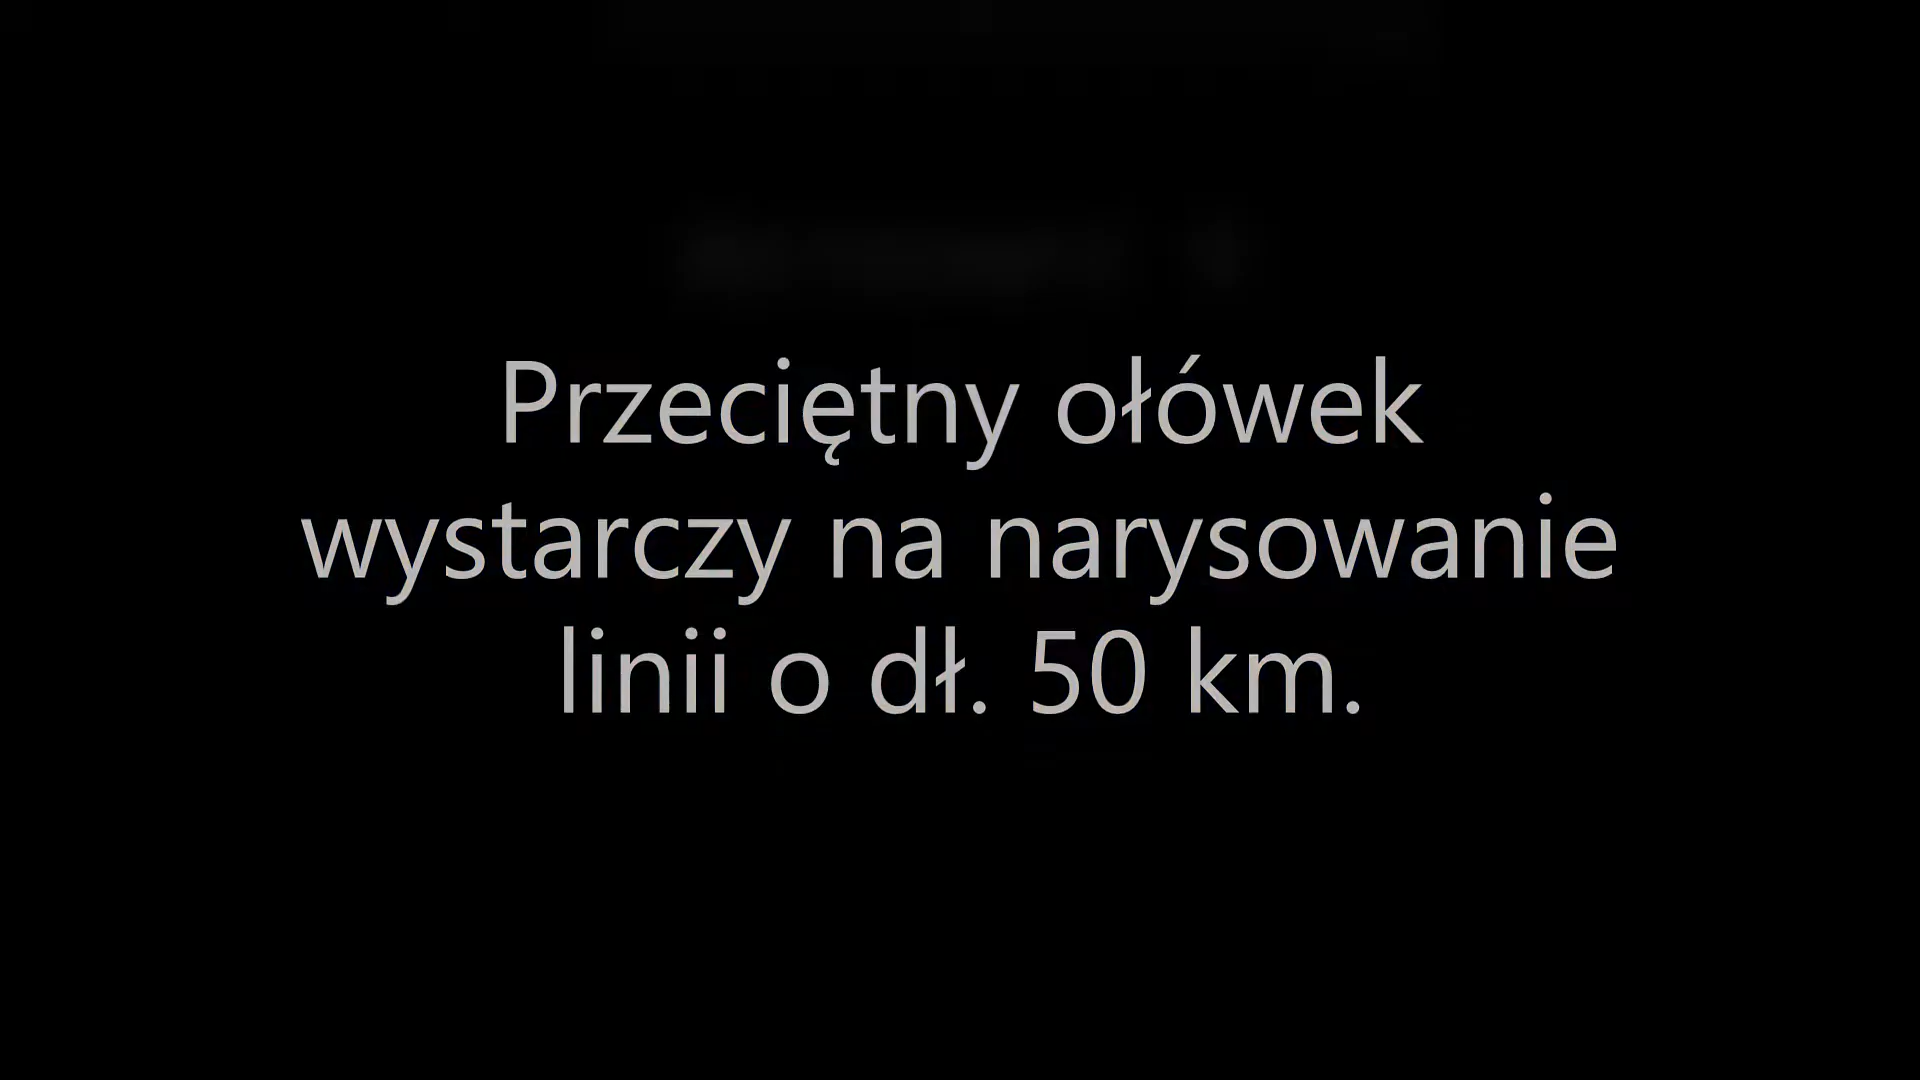 Przeciętny ołówek
wystarczy na narysowanie
linii o dł. 50 km.